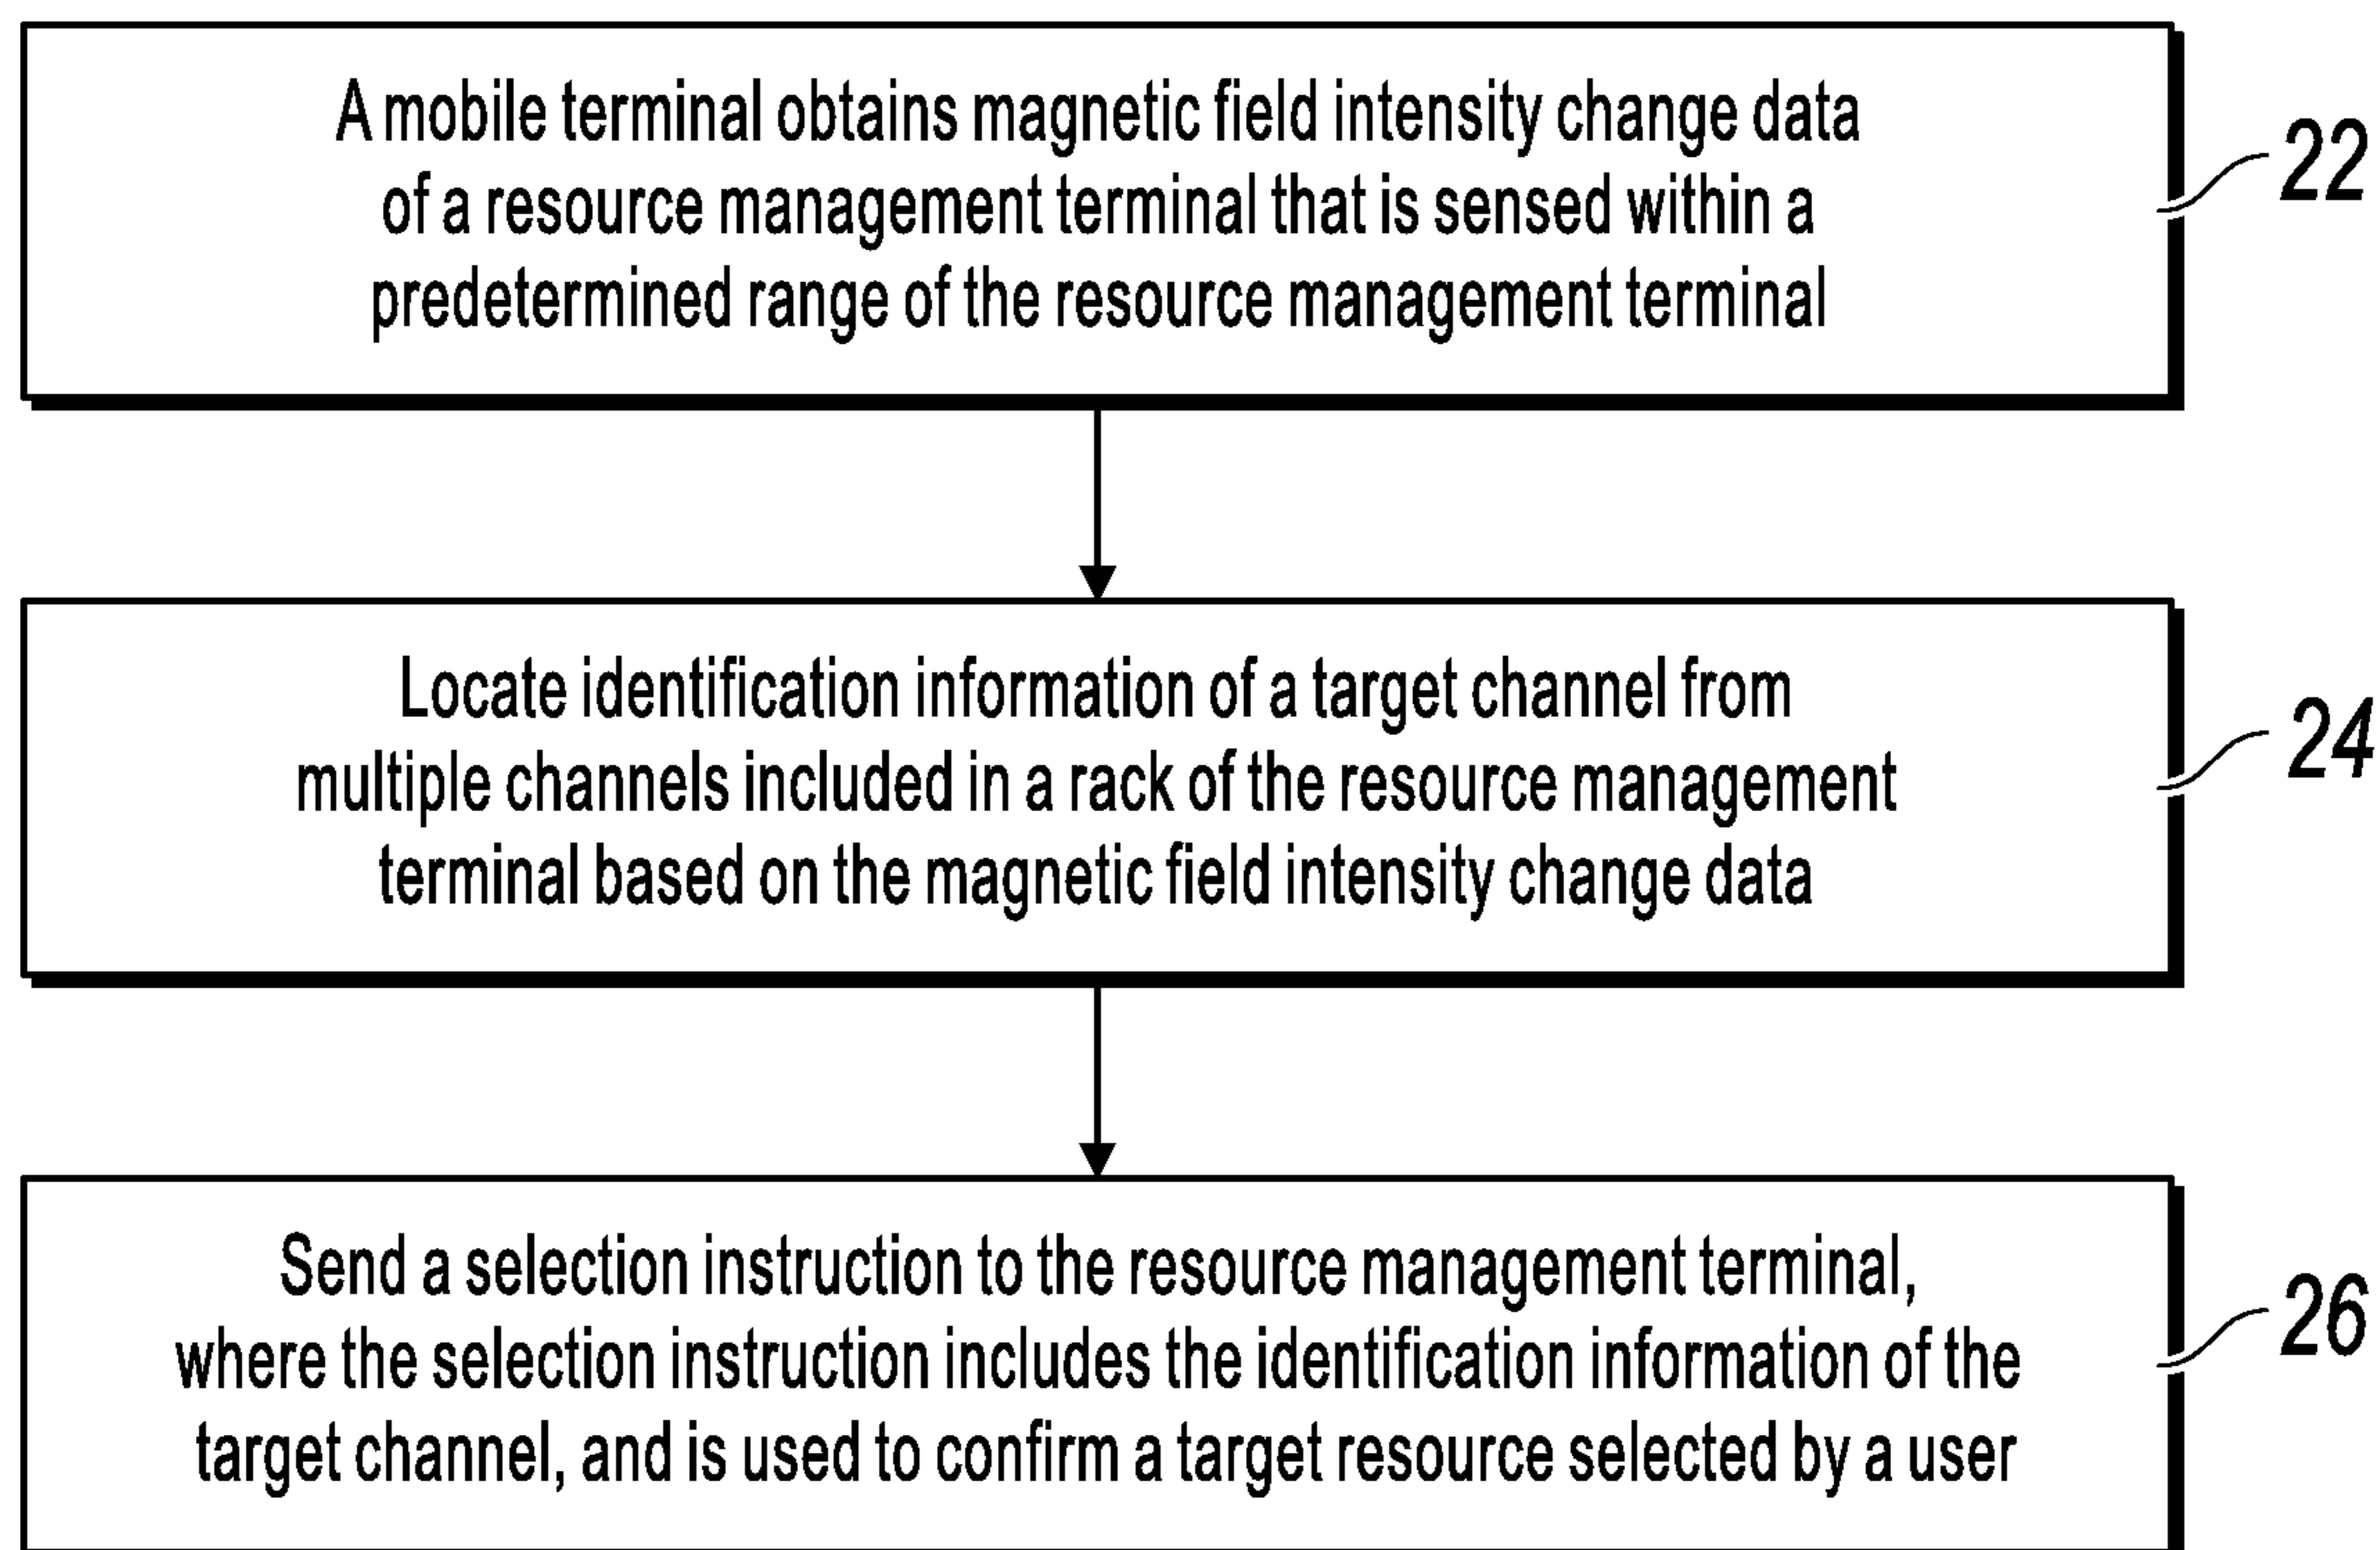 A mobile terminal obtains magnetic field intensity change data
of a resource management terminal that is sensed within a
predetermined range of the resource management terminal
22
Locate identification information of a target channel from
multiple channels included in a rack of the resource management
terminal based on the magnetic field intensity change data
24
Send a selection instruction to the resource management terminal,
where the selection instruction includes the identification information of the
target channel, and is used to confirm a target resource selected by a user
26